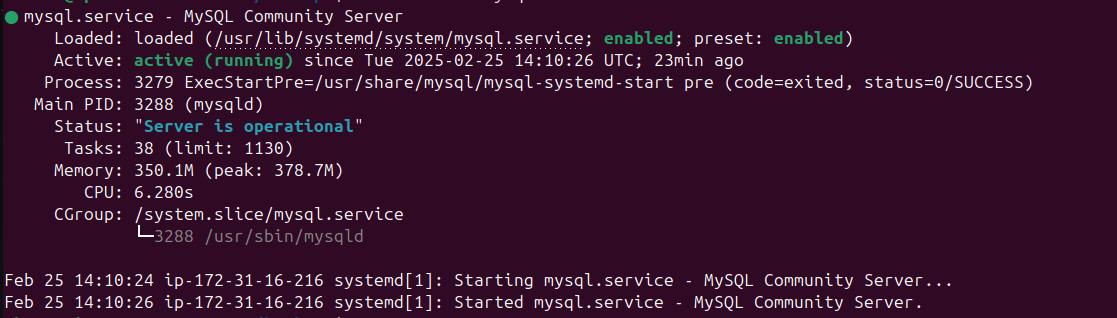 ● mysql.service - MySQL Community Server
Loaded: loaded (/usr/lib/systemd/system/mysql.service; enabled; preset: enabled)
Active: active (running) since Tue 2025-02-25 14:10:26 UTC; 23min ago
Process: 3279 ExecStartPre=/usr/share/mysql/mysql-systemd-start pre (code=exited, status=0/SUCCESS)
Main PID: 3288 (mysqld)
Status: "Server is operational"
Tasks: 38 (limit: 1130)
Memory: 350.1M (peak: 378.7M)
CPU: 6.280s
CGroup: /system.slice/mysql.service
└─3288 /usr/sbin/mysqld
Feb 25 14:10:24 ip-172-31-16-216 systemd[1]: Starting mysql.service - MySQL Community Server...
Feb 25 14:10:26 ip-172-31-16-216 systemd[1]: Started mysql.service - MySQL Community Server.